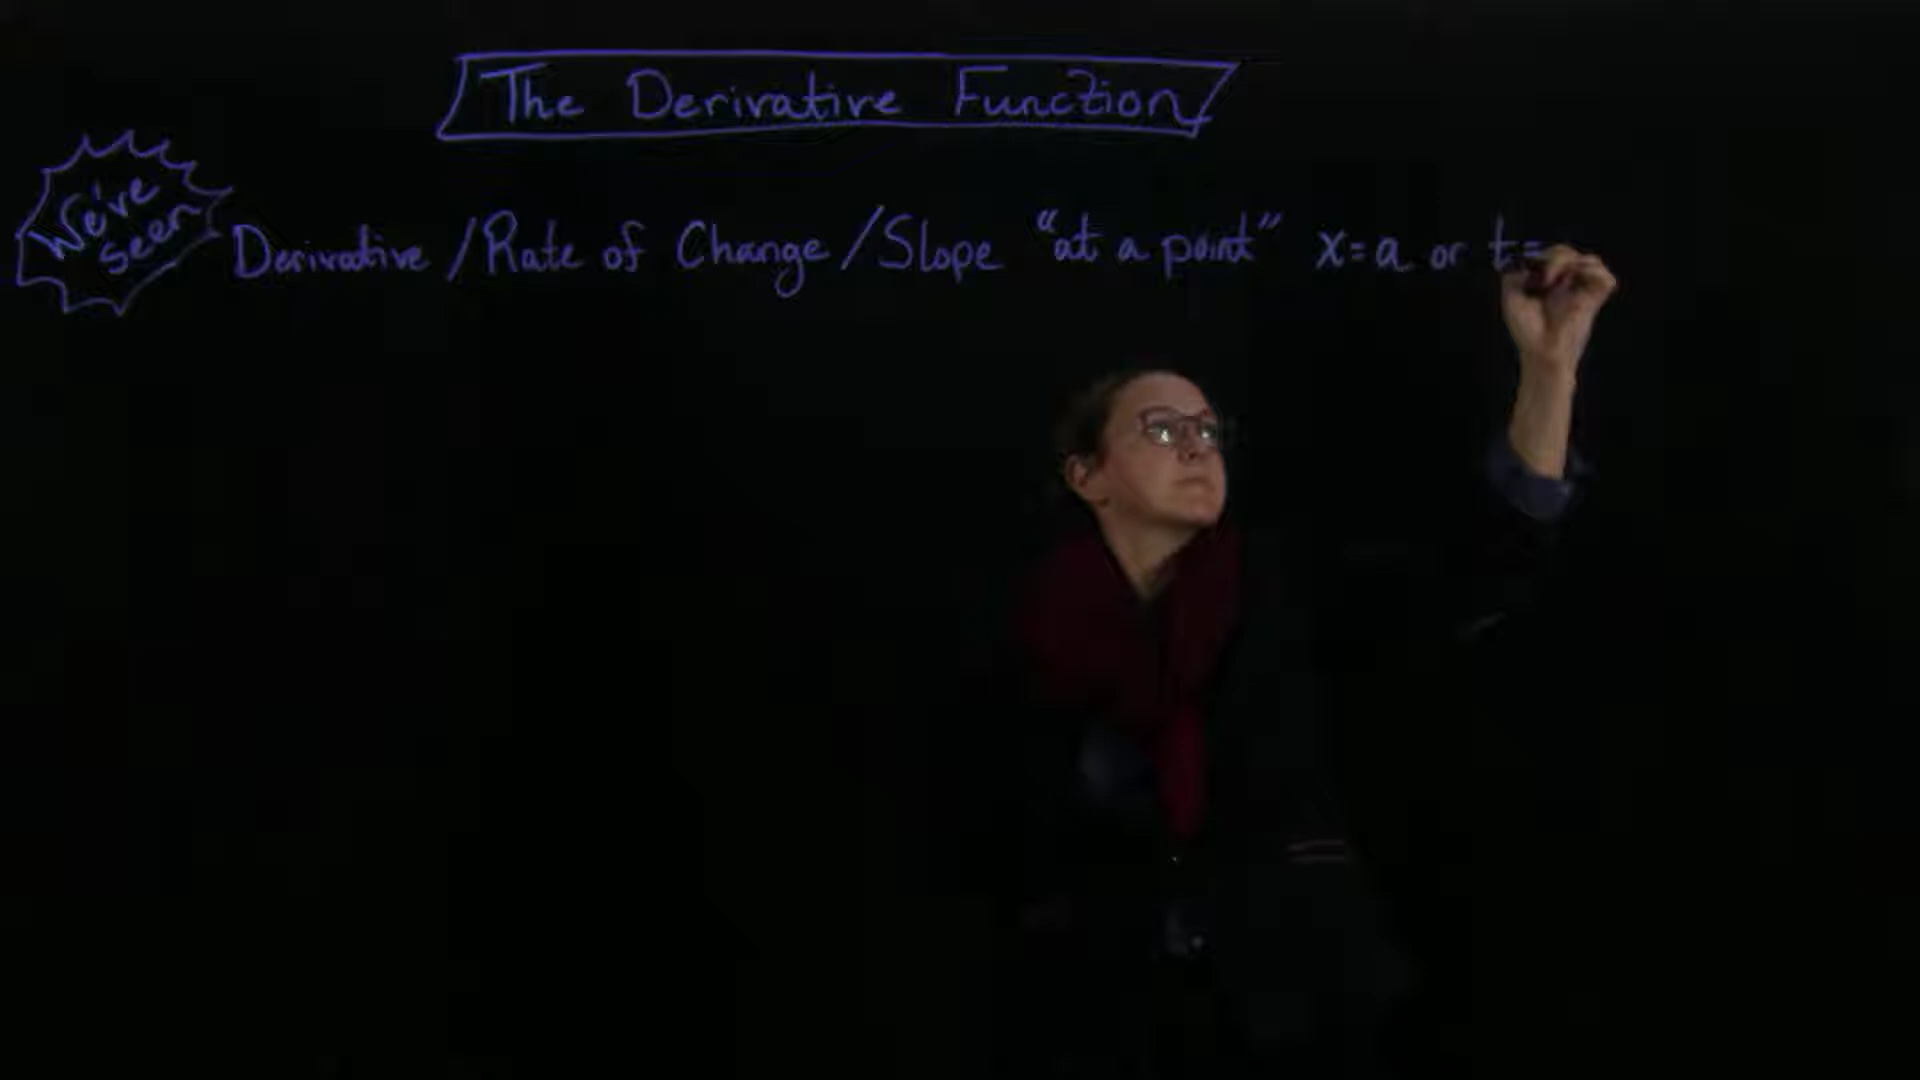 The Derivative Function
We've
seen
Derivative / Rate of Change / Slope "at a point" x = a or t =